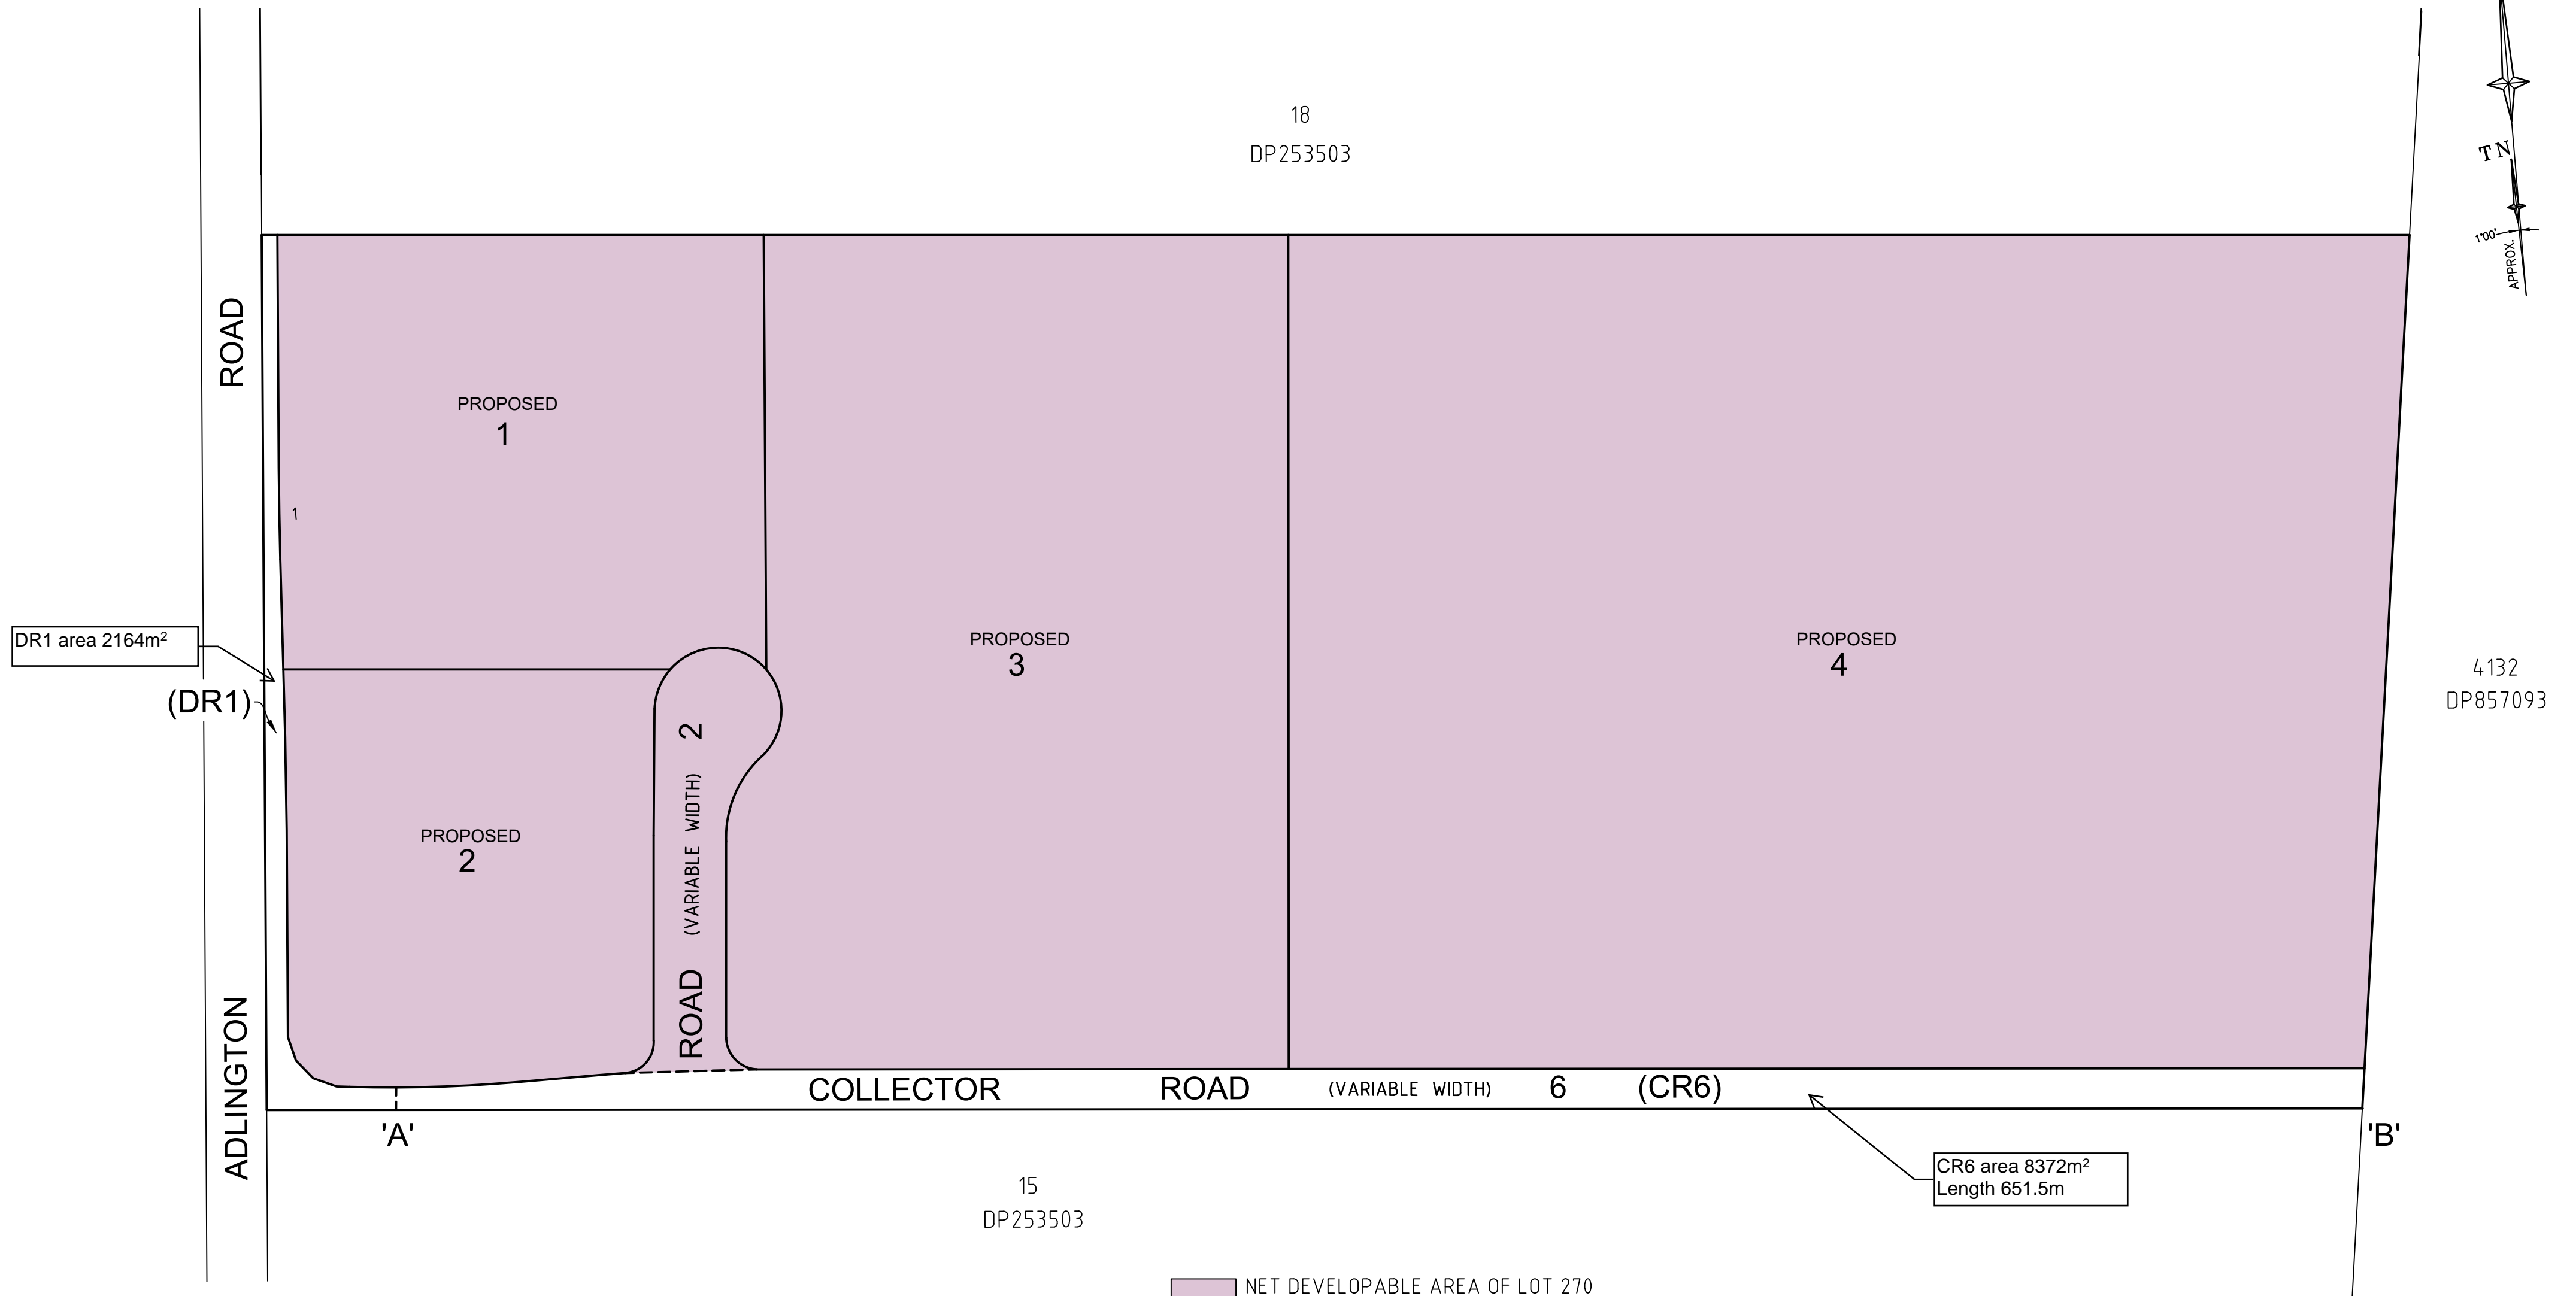 18
DP253503
TN
1°00'
APPROX.
ROAD
PROPOSED
1
1
DR1 area 2164m²
(DR1)
PROPOSED
3
PROPOSED
4
4132
DP857093
PROPOSED
2
ROAD (VARIABLE WIDTH) 2
ADLINGTON
COLLECTOR ROAD (VARIABLE WIDTH) 6 (CR6)
'A'
'B'
CR6 area 8372m²
Length 651.5m
15
DP253503
NET DEVELOPABLE AREA OF LOT 270